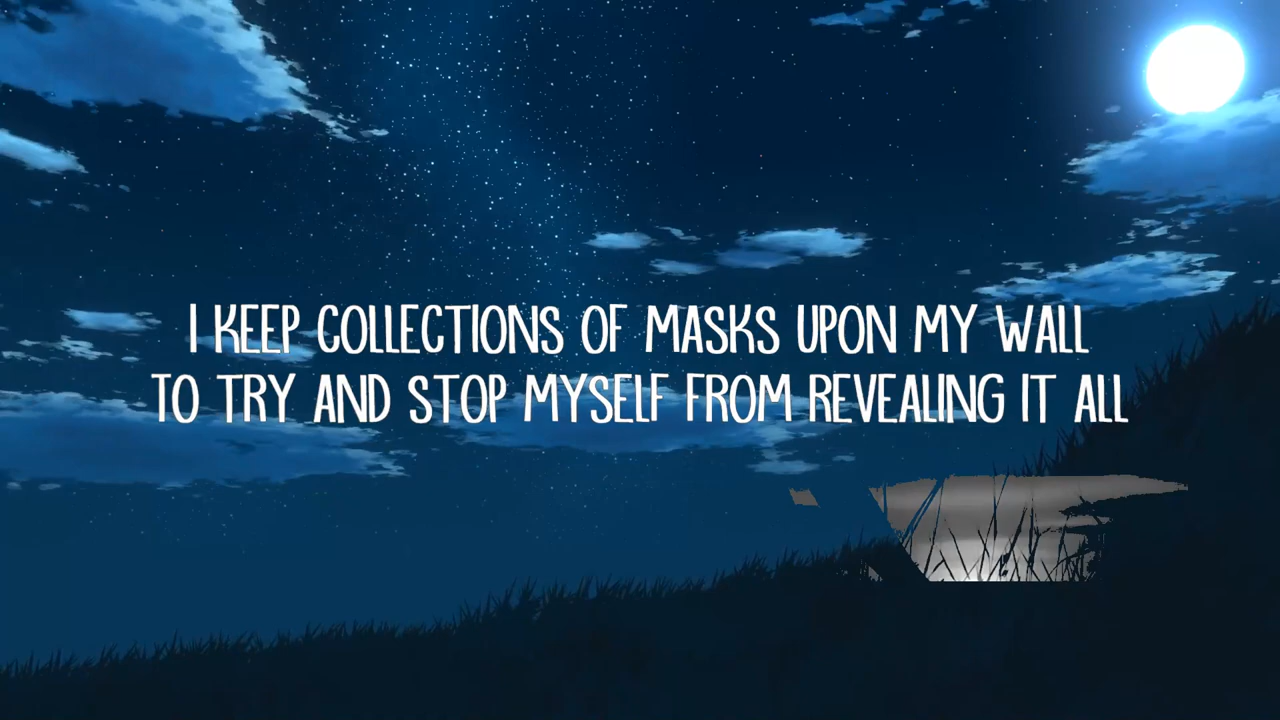 I KEEP COLLECTIONS OF MASKS UPON MY WALL
TO TRY AND STOP MYSELF FROM REVEALING IT ALL